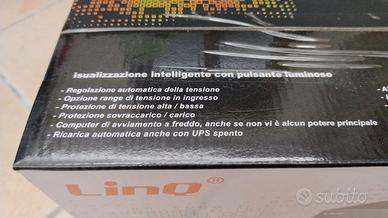 isualizzazione intelligente con pulsante luminoso
- Regolazione automatica della tensione
- Opzione range di tensione in ingresso
- Protezione di tensione alta / bassa
- Protezione sovraccarico / carico
- Computer di avviamento a freddo, anche se non vi è alcun potere principale
- Ricarica automatica anche con UPS spento
LinQ®
subito